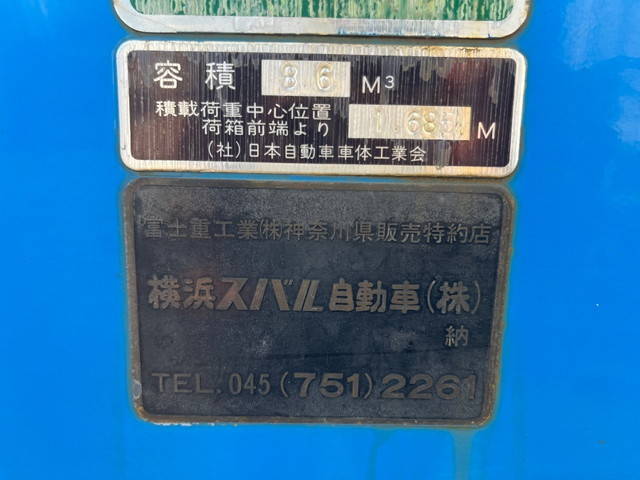 容積 86 M³
積載荷重中心位置
荷箱前端より 1.685 M
(社)日本自動車車体工業会
富士重工業㈱神奈川県販売特約店
横浜スバル自動車(株)
納
TEL.045(751)2261